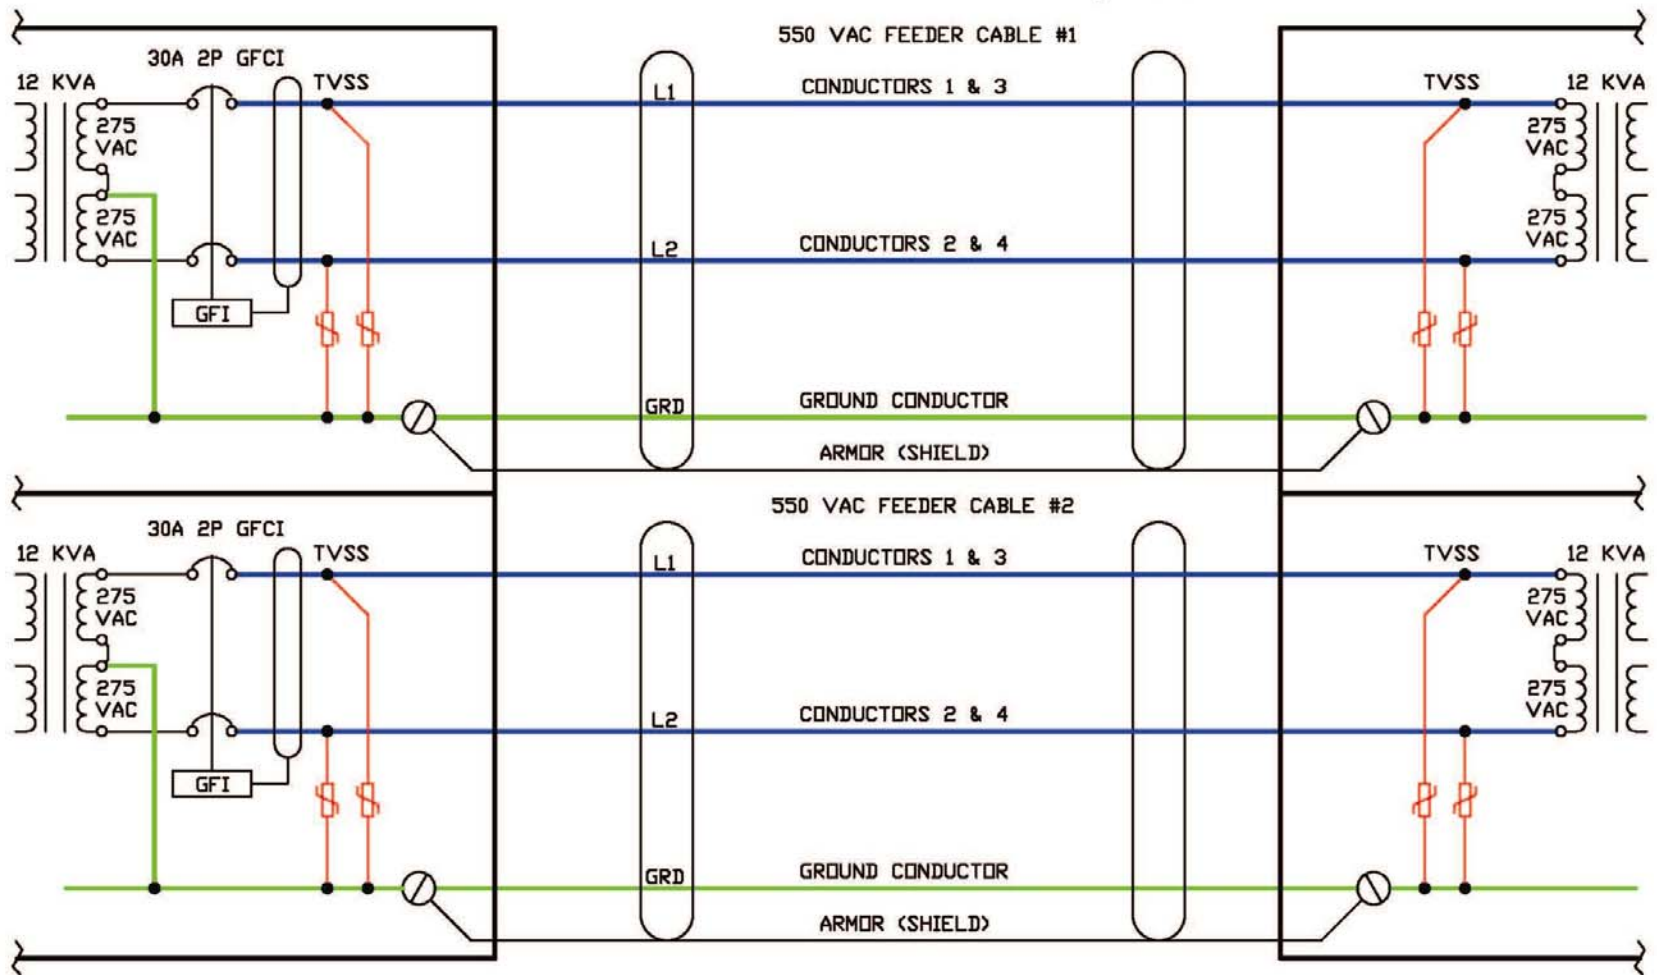 550 VAC FEEDER CABLE #1
30A 2P GFCI
12 KVA
TVSS
L1
CONDUCTORS 1 & 3
TVSS
12 KVA
275
VAC
275
VAC
275
VAC
275
VAC
L2
CONDUCTORS 2 & 4
GFI
GRD
GROUND CONDUCTOR
ARMOR (SHIELD)
550 VAC FEEDER CABLE #2
30A 2P GFCI
12 KVA
TVSS
L1
CONDUCTORS 1 & 3
TVSS
12 KVA
275
VAC
275
VAC
275
VAC
275
VAC
L2
CONDUCTORS 2 & 4
GFI
GRD
GROUND CONDUCTOR
ARMOR (SHIELD)